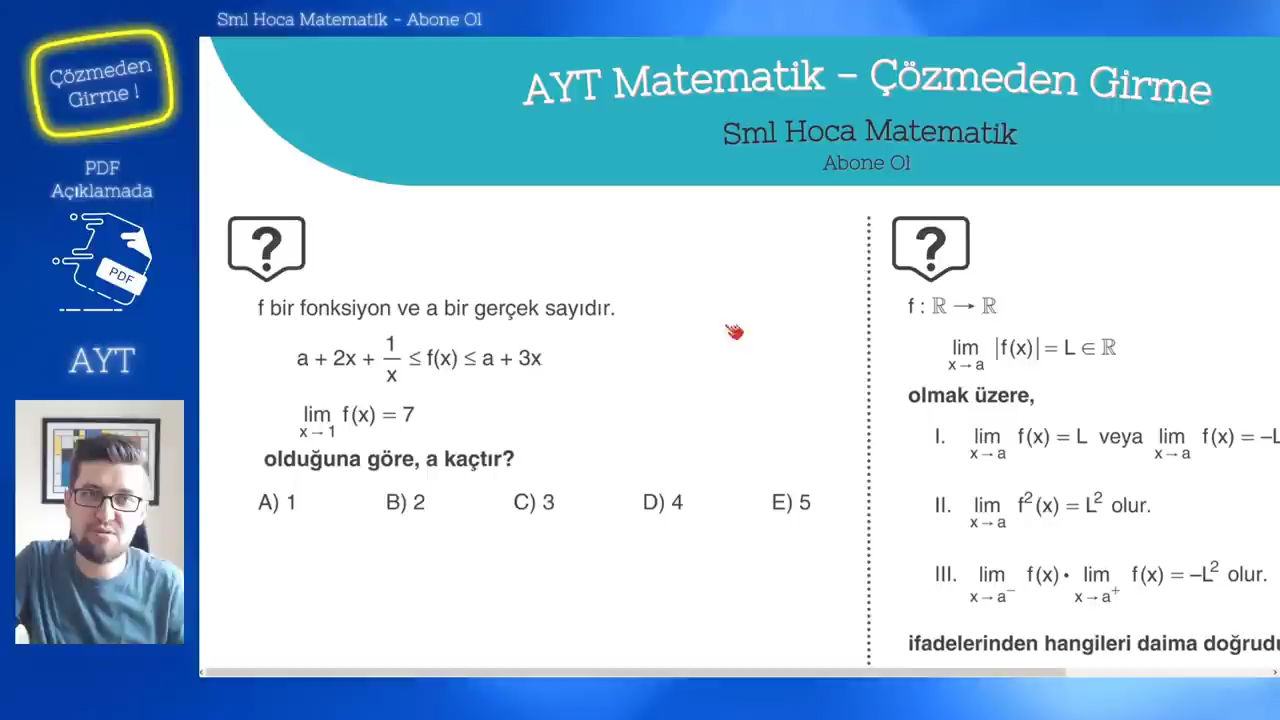 Sml Hoca Matematik - Abone Ol
Çözmeden
Girme !
PDF
Açıklamada
PDF
AYT
AYT Matematik - Çözmeden Girme
Sml Hoca Matematik
Abone Ol
?
f bir fonksiyon ve a bir gerçek sayıdır.
a + 2x + 1/x ≤ f(x) ≤ a + 3x
lim x→1 f(x) = 7
olduğuna göre, a kaçtır?
A) 1 B) 2 C) 3 D) 4 E) 5
?
f : ℝ → ℝ
lim x→a |f(x)| = L ∈ ℝ
olmak üzere,
I. lim x→a f(x) = L veya lim x→a f(x) = –L
II. lim x→a f²(x) = L² olur.
III. lim x→a⁻ f(x) • lim x→a⁺ f(x) = –L² olur.
ifadelerinden hangileri daima